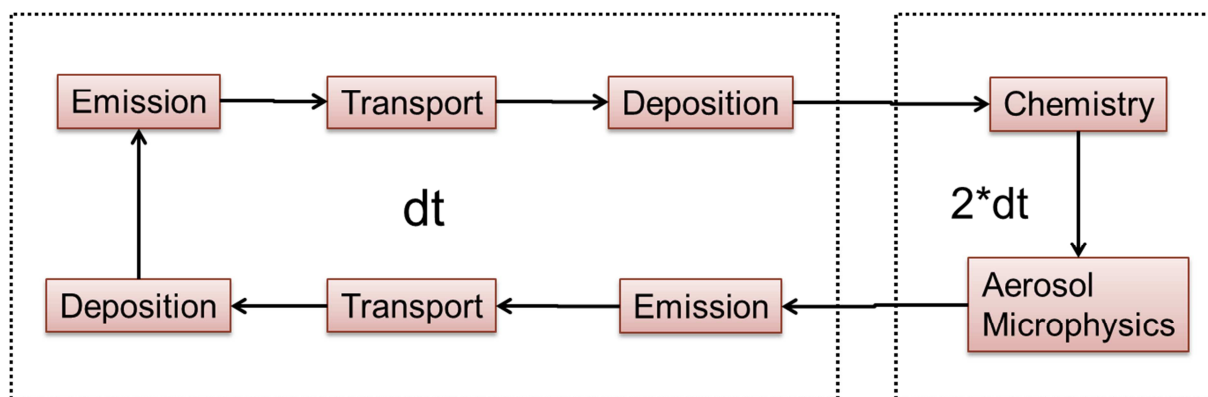 Emission
Transport
Deposition
Chemistry
dt
2*dt
Deposition
Transport
Emission
Aerosol
Microphysics